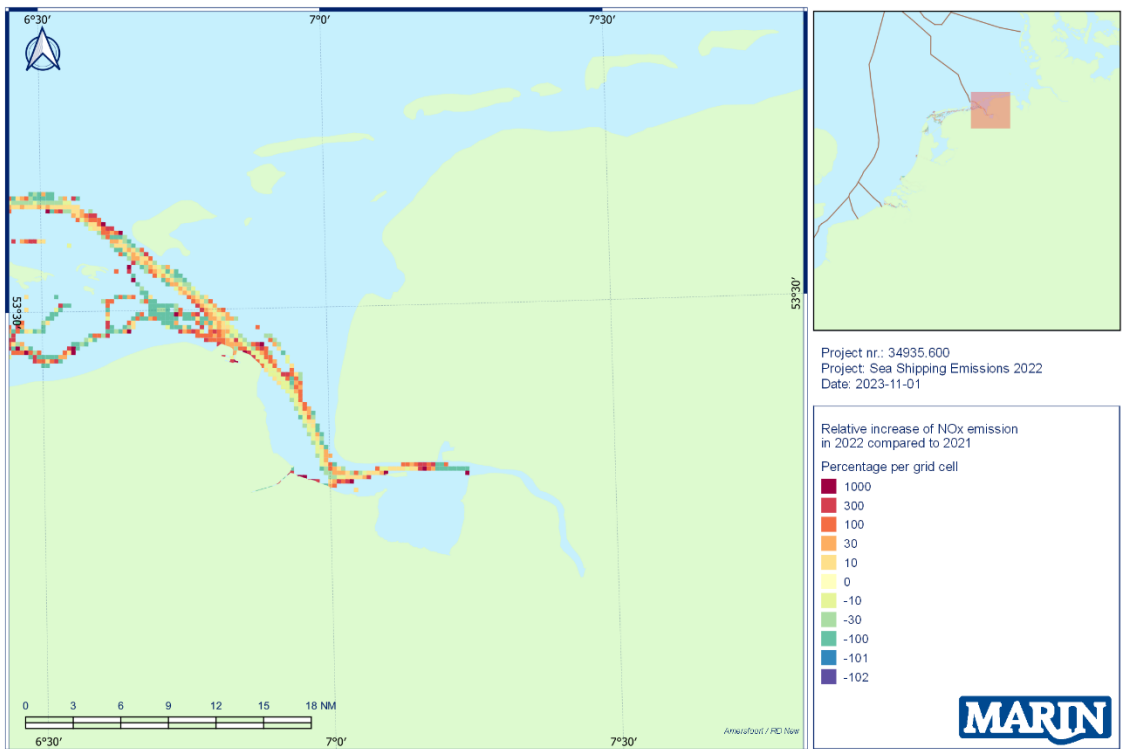 6°30'
7°0'
7°30'
53°30'
53°30'
0 3 6 9 12 15 18 NM
Amersfoort / RD New
6°30'
7°0'
7°30'
Project nr.: 34935.600
Project: Sea Shipping Emissions 2022
Date: 2023-11-01
Relative increase of NOx emission
in 2022 compared to 2021
Percentage per grid cell
1000
300
100
30
10
0
-10
-30
-100
-101
-102
MARIN